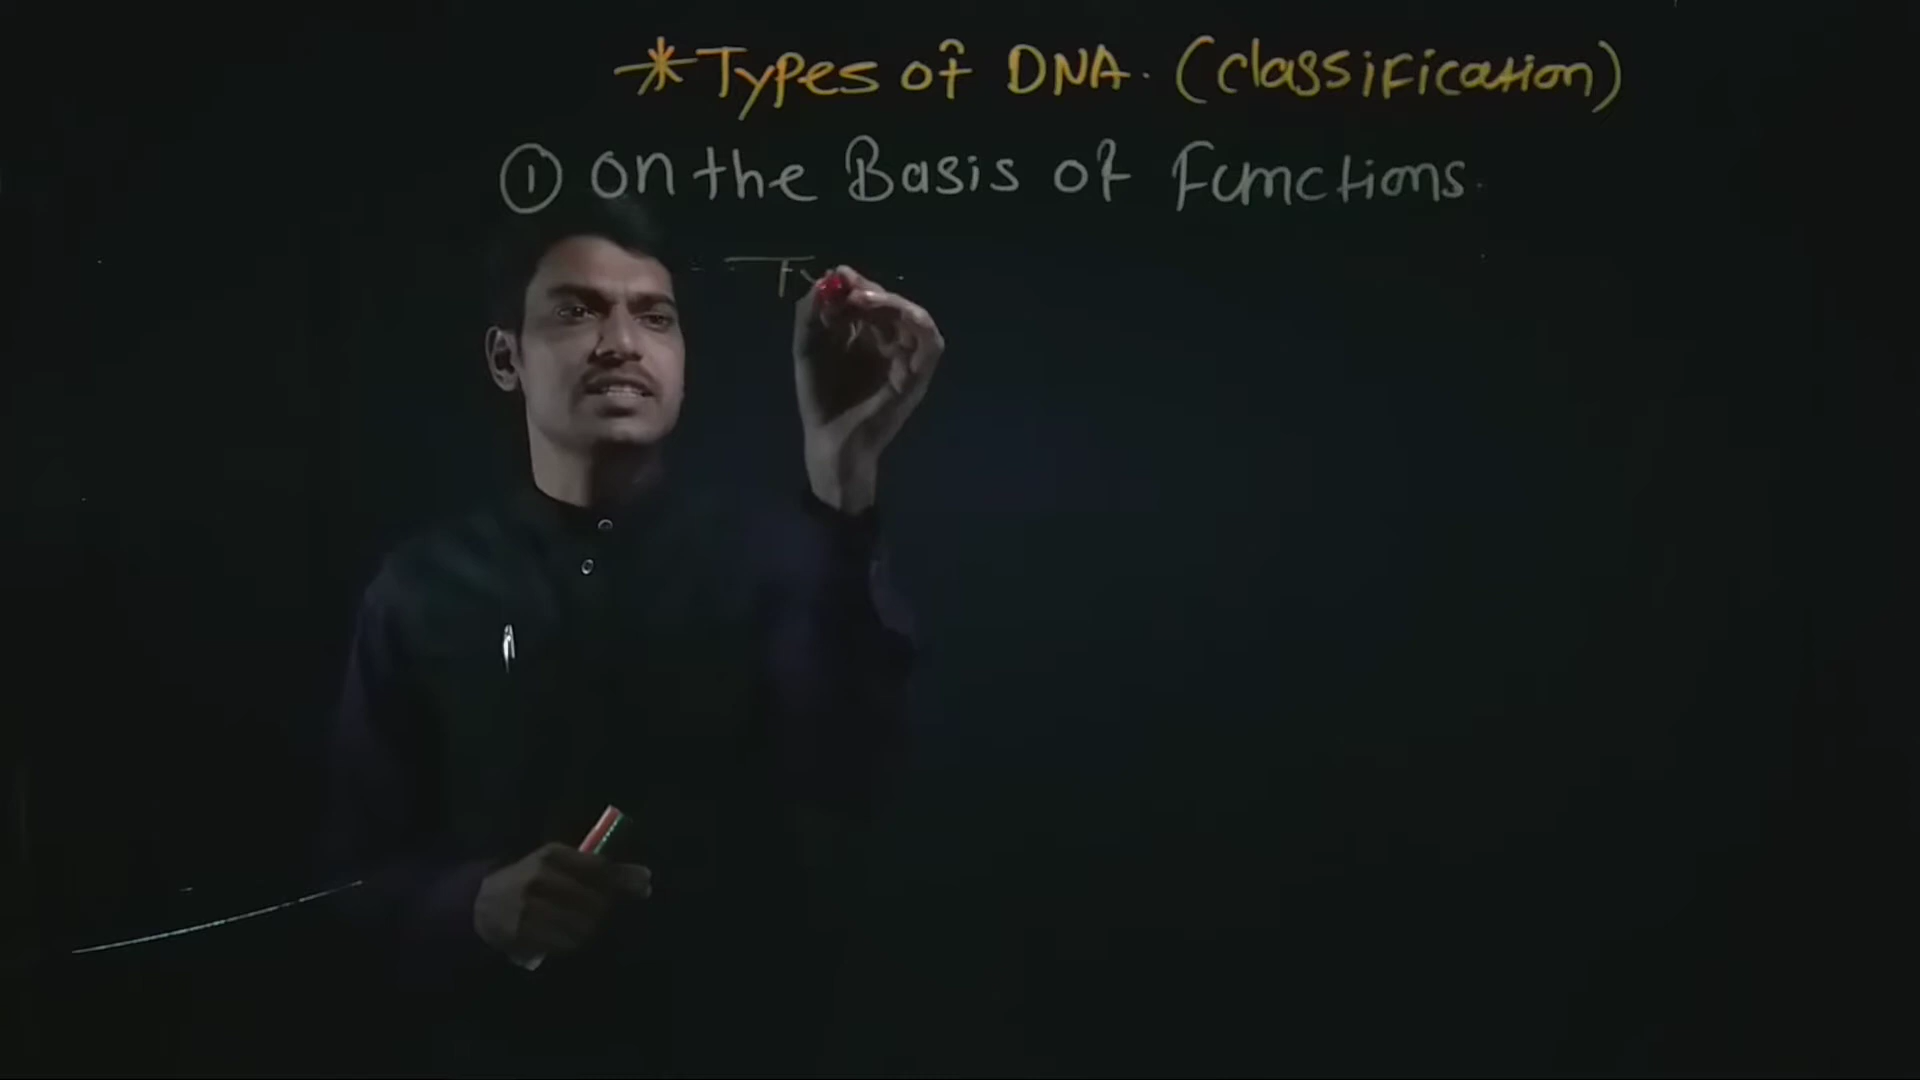 *Types of DNA. (classification)
① on the Basis of Functions.